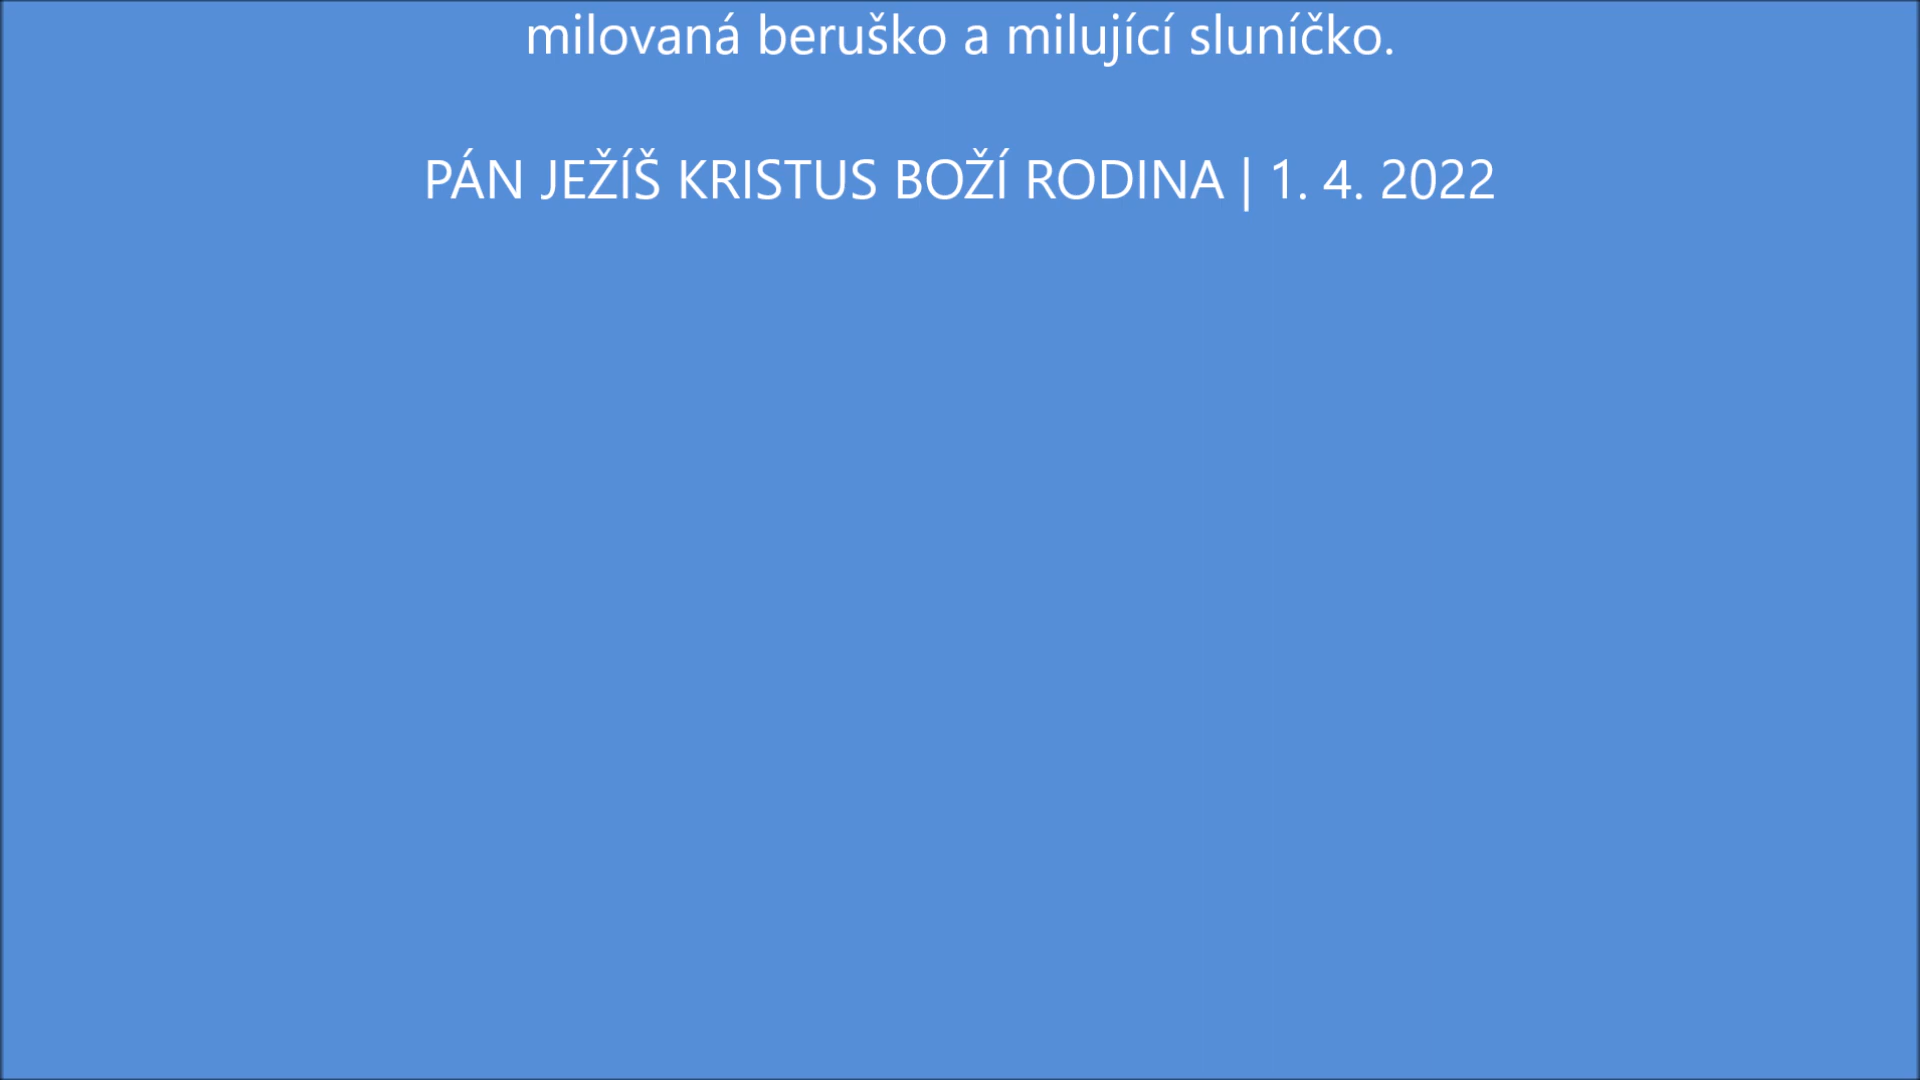 milovaná beruško a milující sluníčko.
PÁN JEŽÍŠ KRISTUS BOŽÍ RODINA | 1. 4. 2022